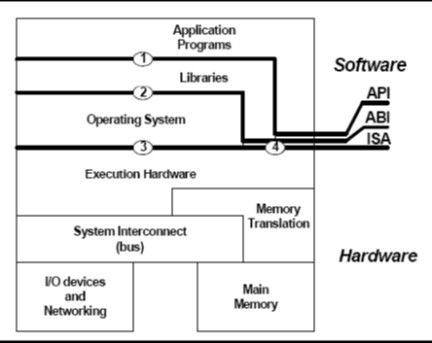 Application
Programs
1
Software
Libraries
API
2
ABI
Operating System
ISA
3
4
Execution Hardware
Memory
Translation
System Interconnect
(bus)
Hardware
I/O devices
and
Networking
Main
Memory